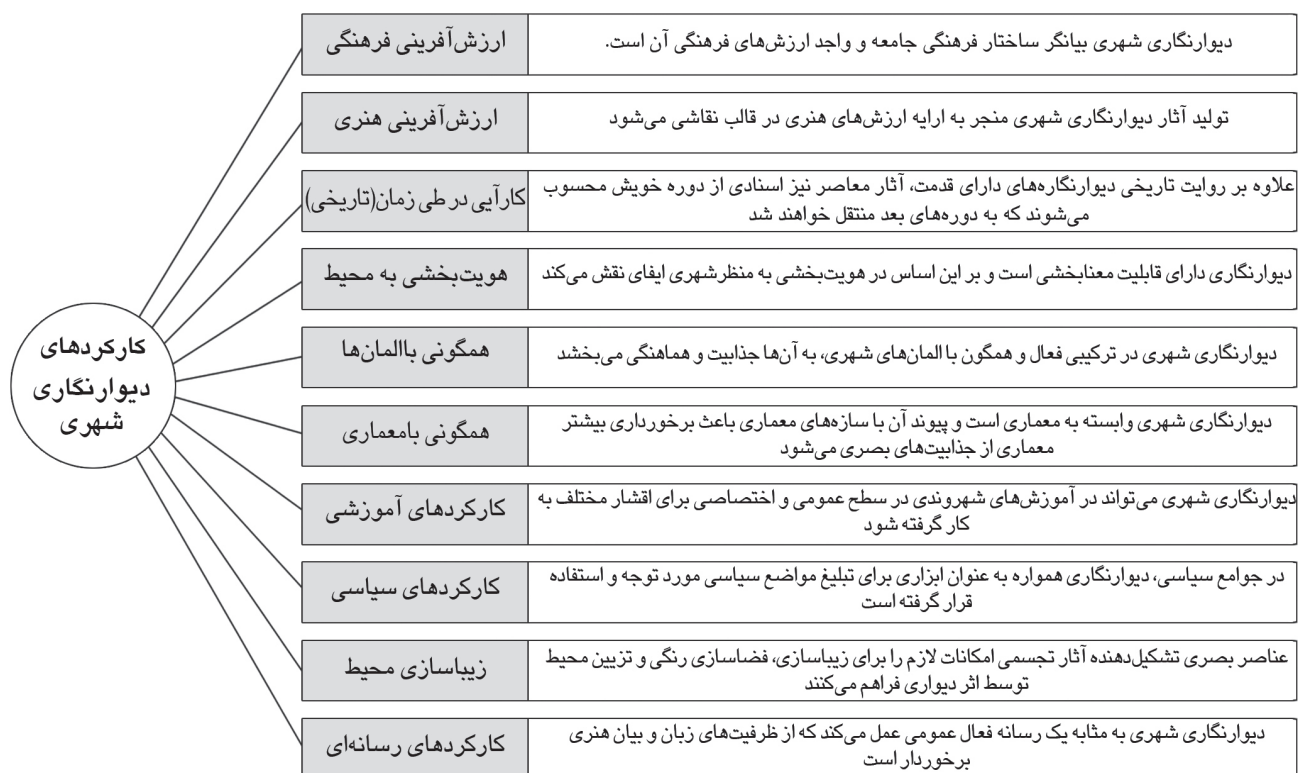 کارکردهای
دیوارنگاری
شهری
ارزش‌آفرینی فرهنگی
دیوارنگاری شهری بیانگر ساختار فرهنگی جامعه و واجد ارزش‌های فرهنگی آن است.
ارزش‌آفرینی هنری
تولید آثار دیوارنگاری شهری منجر به ارایه ارزش‌های هنری در قالب نقاشی می‌شود
کارآیی در طی زمان(تاریخی)
علاوه بر روایت تاریخی دیوارنگاره‌های دارای قدمت، آثار معاصر نیز اسنادی از دوره خویش محسوب
می‌شوند که به دوره‌های بعد منتقل خواهند شد
هویت‌بخشی به محیط
دیوارنگاری دارای قابلیت معنابخشی است و بر این اساس در هویت‌بخشی به منظرشهری ایفای نقش می‌کند
همگونی باالمان‌ها
دیوارنگاری شهری در ترکیبی فعال و همگون با المان‌های شهری، به آن‌ها جذابیت و هماهنگی می‌بخشد
همگونی بامعماری
دیوارنگاری شهری وابسته به معماری است و پیوند آن با سازه‌های معماری باعث برخورداری بیشتر
معماری از جذابیت‌های بصری می‌شود
کارکردهای آموزشی
دیوارنگاری شهری می‌تواند در آموزش‌های شهروندی در سطح عمومی و اختصاصی برای اقشار مختلف به
کار گرفته شود
کارکردهای سیاسی
در جوامع سیاسی، دیوارنگاری همواره به عنوان ابزاری برای تبلیغ مواضع سیاسی مورد توجه و استفاده
قرار گرفته است
زیباسازی محیط
عناصر بصری تشکیل‌دهنده آثار تجسمی امکانات لازم را برای زیباسازی، فضاسازی رنگی و تزیین محیط
توسط اثر دیواری فراهم می‌کنند
کارکردهای رسانه‌ای
دیوارنگاری شهری به مثابه یک رسانه فعال عمومی عمل می‌کند که از ظرفیت‌های زبان و بیان هنری
برخوردار است